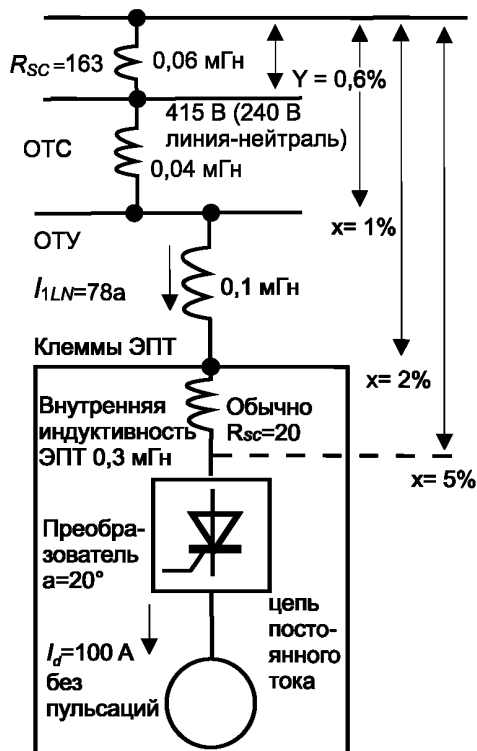 R_SC=163
0,06 мГн
Y = 0,6%
415 В (240 В
линия-нейтраль)
ОТС
0,04 мГн
x= 1%
ОТУ
I_1LN=78a
0,1 мГн
Клеммы ЭПТ
x= 2%
Внутренняя
индуктивность
ЭПТ 0,3 мГн
Обычно
R_sc=20
x= 5%
Преобра-
зователь
a=20°
I_d=100 А
без
пульсаций
цепь
посто-
янного
тока